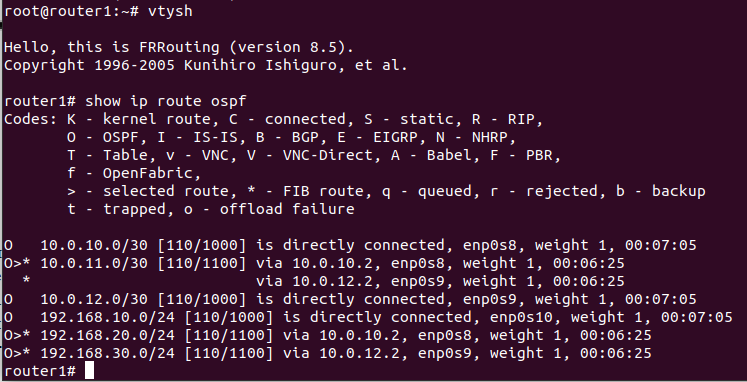 root@router1:~# vtysh
Hello, this is FRRouting (version 8.5).
Copyright 1996-2005 Kunihiro Ishiguro, et al.
router1# show ip route ospf
Codes: K - kernel route, C - connected, S - static, R - RIP,
       O - OSPF, I - IS-IS, B - BGP, E - EIGRP, N - NHRP,
       T - Table, v - VNC, V - VNC-Direct, A - Babel, F - PBR,
       f - OpenFabric,
       > - selected route, * - FIB route, q - queued, r - rejected, b - backup
       t - trapped, o - offload failure
O   10.0.10.0/30 [110/1000] is directly connected, enp0s8, weight 1, 00:07:05
O>* 10.0.11.0/30 [110/1100] via 10.0.10.2, enp0s8, weight 1, 00:06:25
  *                         via 10.0.12.2, enp0s9, weight 1, 00:06:25
O   10.0.12.0/30 [110/1000] is directly connected, enp0s9, weight 1, 00:07:05
O   192.168.10.0/24 [110/1000] is directly connected, enp0s10, weight 1, 00:07:05
O>* 192.168.20.0/24 [110/1100] via 10.0.10.2, enp0s8, weight 1, 00:06:25
O>* 192.168.30.0/24 [110/1100] via 10.0.12.2, enp0s9, weight 1, 00:06:25
router1#